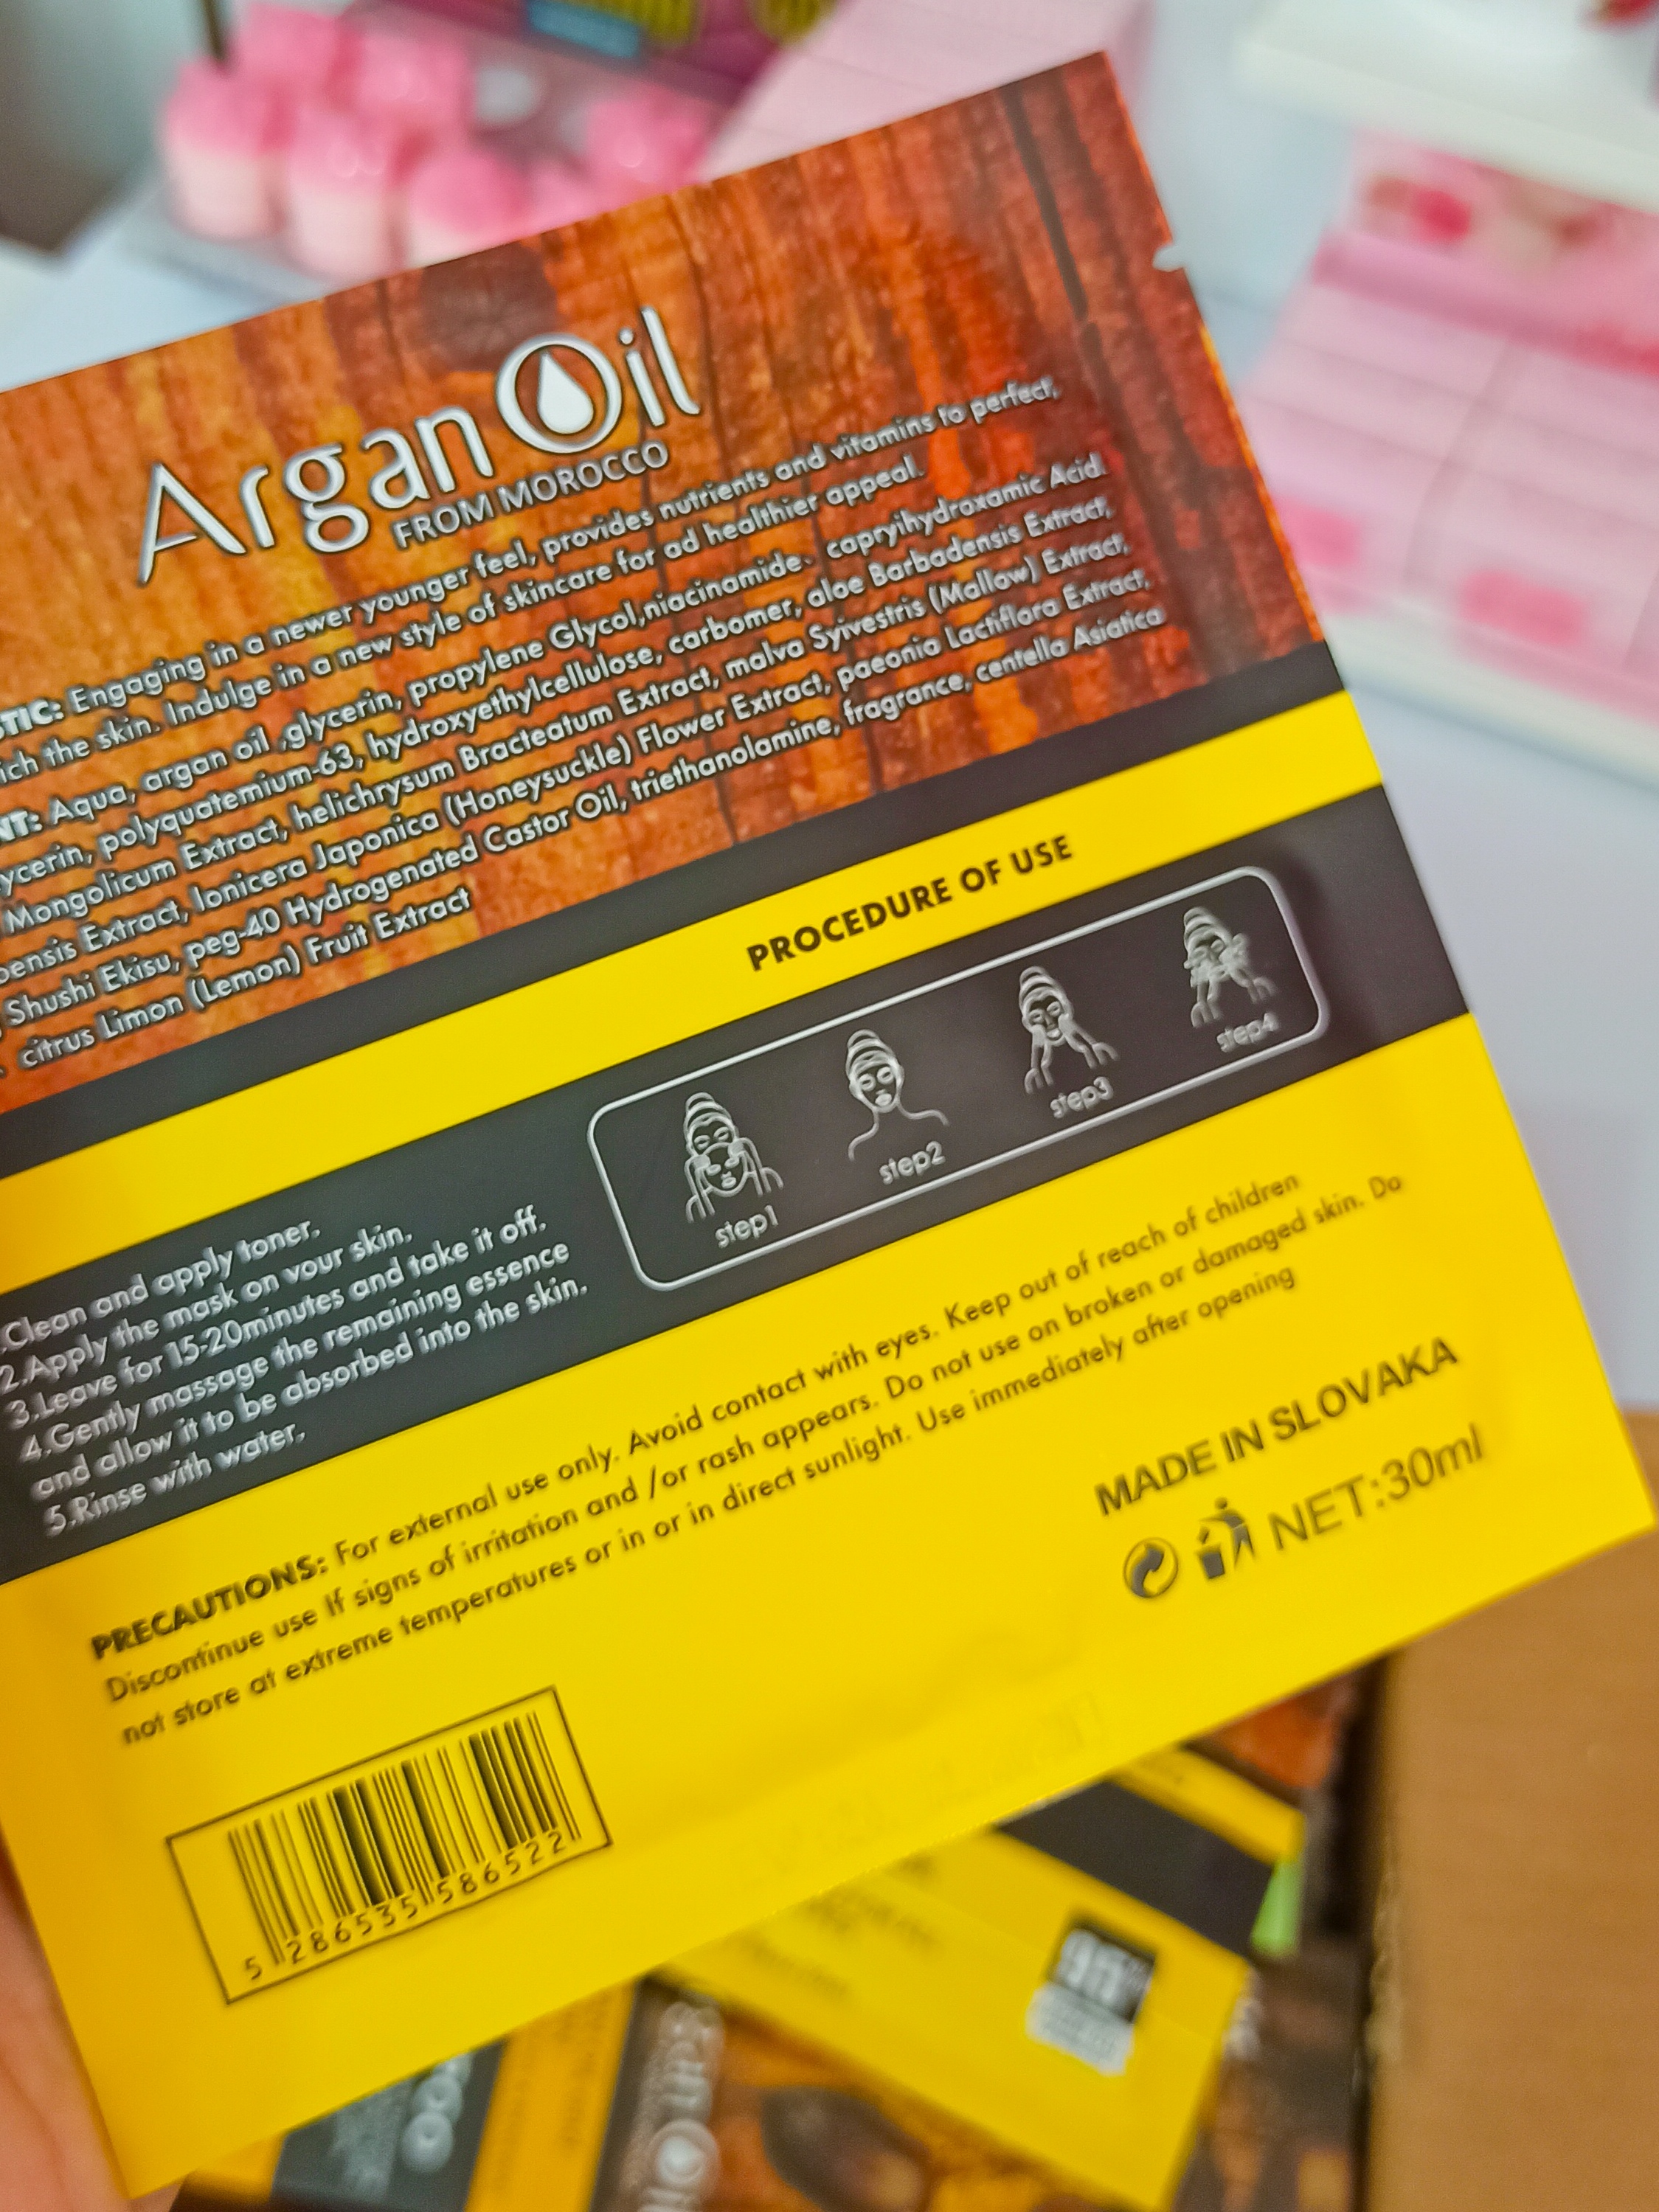 Argan Oil
FROM MOROCCO
TIC: Engaging in a newer younger feel, provides nutrients and vitamins to perfect,
ich the skin. Indulge in a new style of skincare for ad healthier appeal.
NT: Aqua, argan oil ,glycerin, propylene Glycol,niacinamide、capryihydroxamic Acid.
ycerin, polyquatemium-63, hydroxyethylcellulose, carbomer, aloe Barbadensis Extract,
Mongolicum Extract, helichrysum Bracteatum Extract, malva Syivestris (Mallow) Extract,
pensis Extract, lonicera Japonica (Honeysuckle) Flower Extract, paeonia Lactiflora Extract,
Shushi Ekisu, peg-40 Hydrogenated Castor Oil, triethanolamine, fragrance, centella Asiatica
citrus Limon (Lemon) Fruit Extract
PROCEDURE OF USE
.Clean and apply toner.
2.Apply the mask on your skin.
3.Leave for 15-20minutes and take it off.
4.Gently massage the remaining essence
and allow it to be absorbed into the skin.
5.Rinse with water.
step1
step2
step3
step4
PRECAUTIONS: For external use only. Avoid contact with eyes. Keep out of reach of children
Discontinue use If signs of irritation and /or rash appears. Do not use on broken or damaged skin. Do
not store at extreme temperatures or in or in direct sunlight. Use immediately after opening
MADE IN SLOVAKA
NET:30ml
5 286535 586522